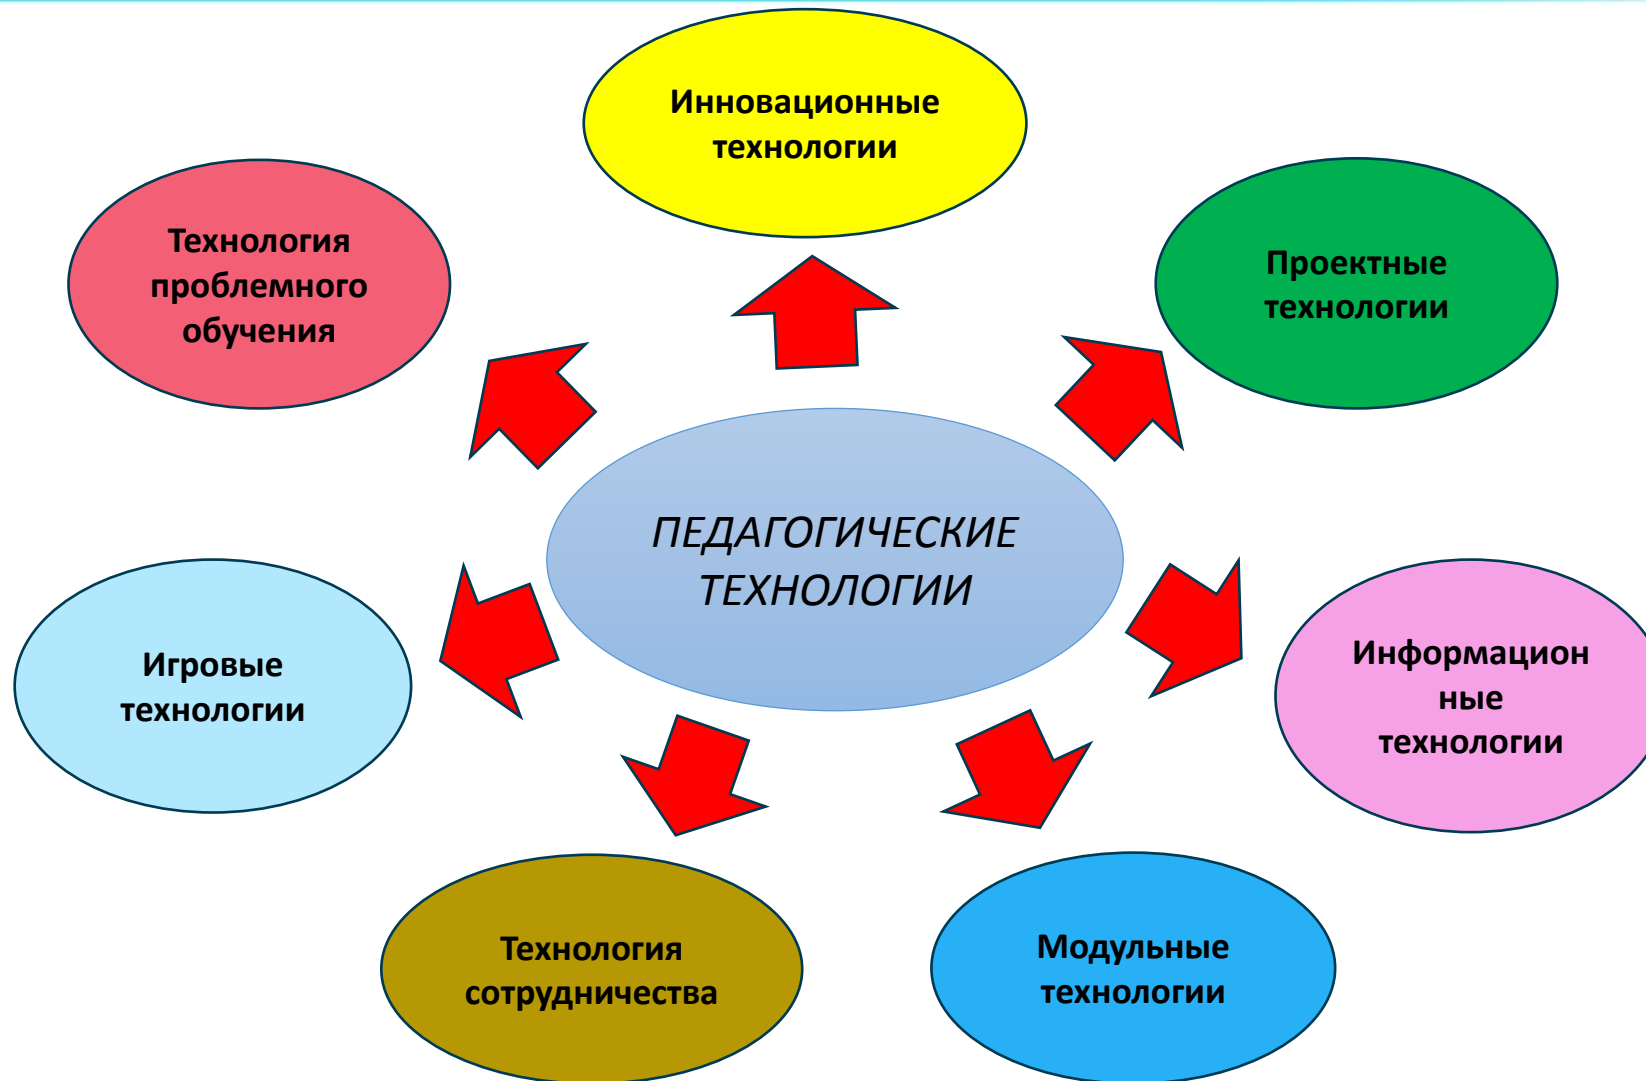 Инновационные
технологии
Технология
проблемного
обучения
Проектные
технологии
ПЕДАГОГИЧЕСКИЕ
ТЕХНОЛОГИИ
Игровые
технологии
Информацион
ные
технологии
Технология
сотрудничества
Модульные
технологии